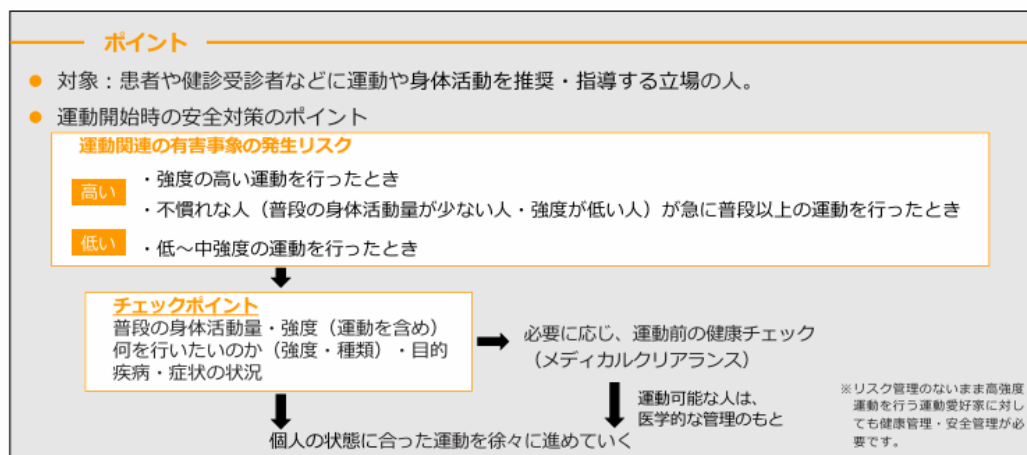 ポイント
● 対象：患者や健診受診者などに運動や身体活動を推奨・指導する立場の人。
● 運動開始時の安全対策のポイント
運動関連の有害事象の発生リスク
高い
・強度の高い運動を行ったとき
・不慣れな人（普段の身体活動量が少ない人・強度が低い人）が急に普段以上の運動を行ったとき
低い
・低～中強度の運動を行ったとき
チェックポイント
普段の身体活動量・強度（運動を含め）
何を行いたいのか（強度・種類）・目的
疾病・症状の状況
必要に応じ、運動前の健康チェック
（メディカルクリアランス）
運動可能な人は、
医学的な管理のもと
個人の状態に合った運動を徐々に進めていく
※リスク管理のないまま高強度
運動を行う運動愛好家に対し
ても健康管理・安全管理が必
要です。